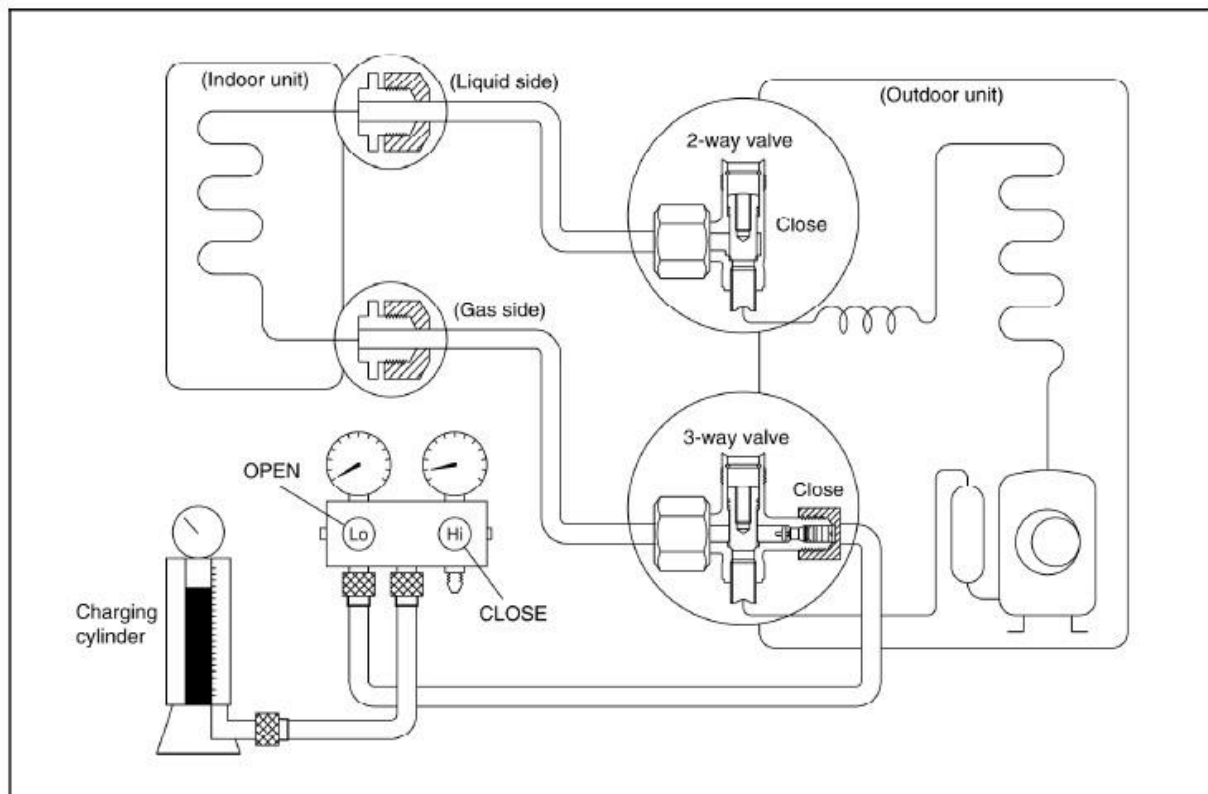 (Indoor unit)
(Liquid side)
(Outdoor unit)
2-way valve
Close
(Gas side)
3-way valve
Close
OPEN
Lo
Hi
CLOSE
Charging
cylinder